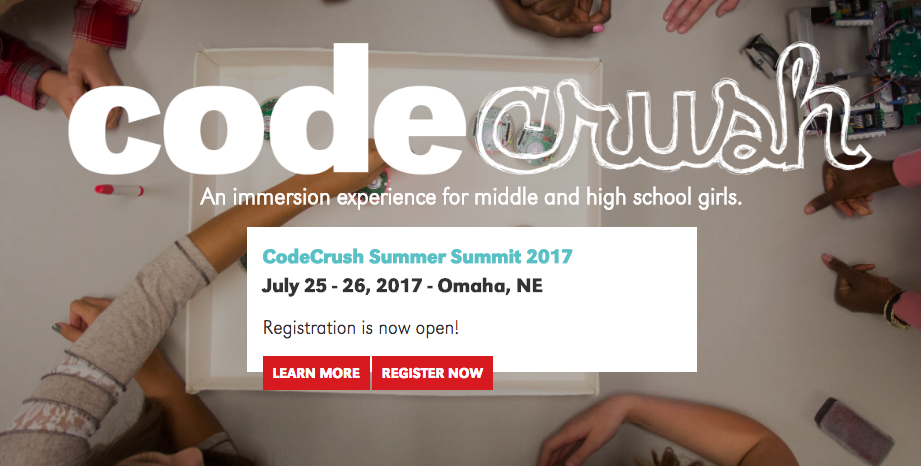 codecrush
An immersion experience for middle and high school girls.
CodeCrush Summer Summit 2017
July 25 - 26, 2017 - Omaha, NE
Registration is now open!
LEARN MORE REGISTER NOW